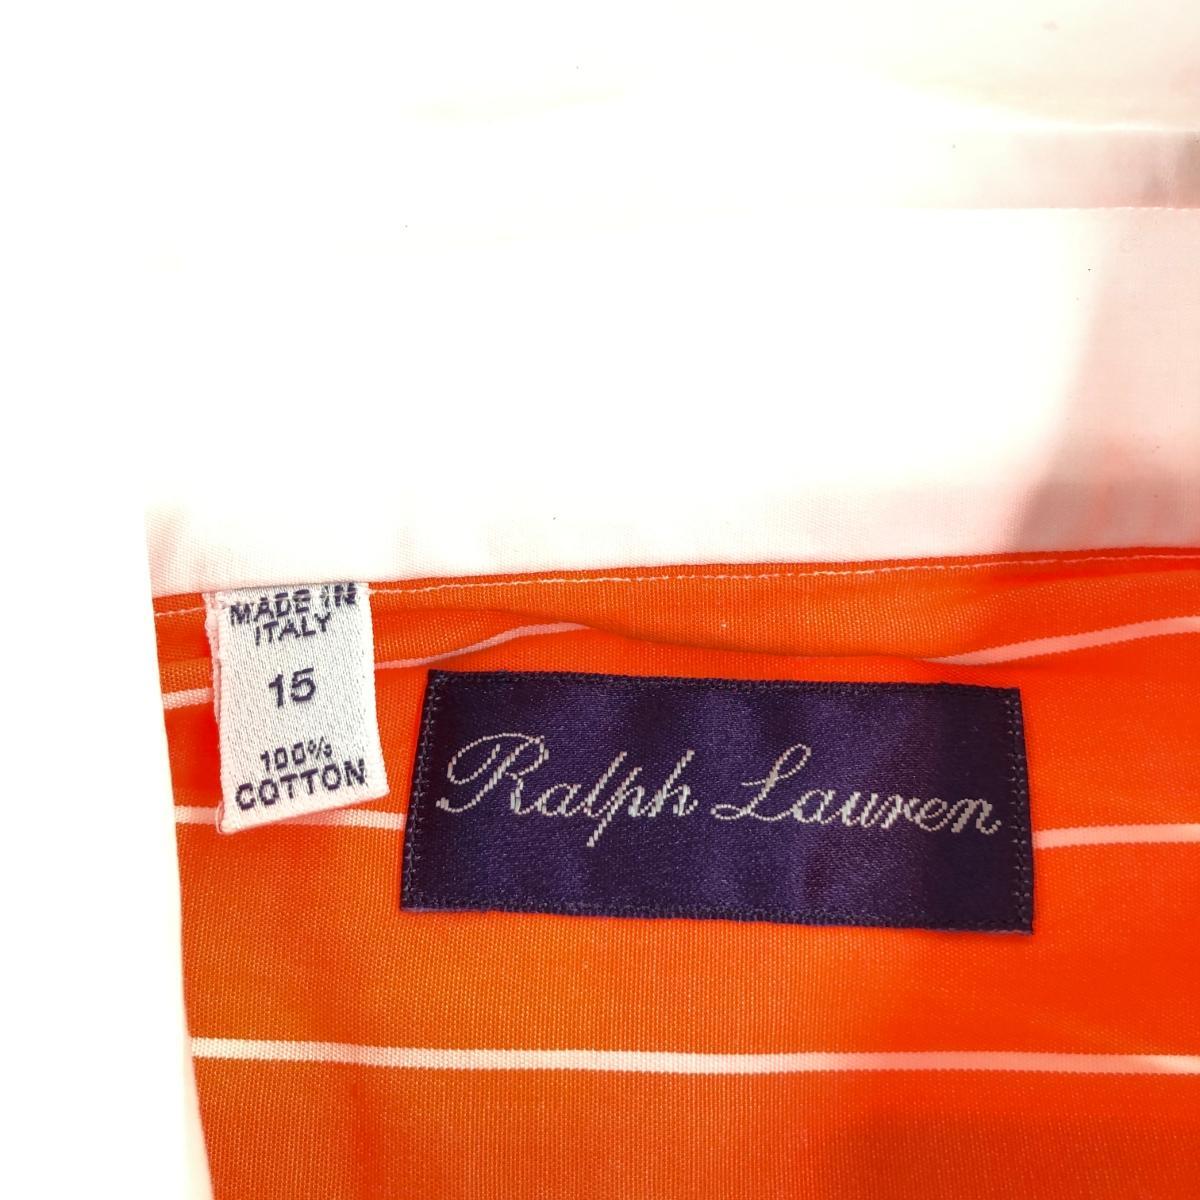 MADE IN
ITALY
15
100%
COTTON
Ralph Lauren